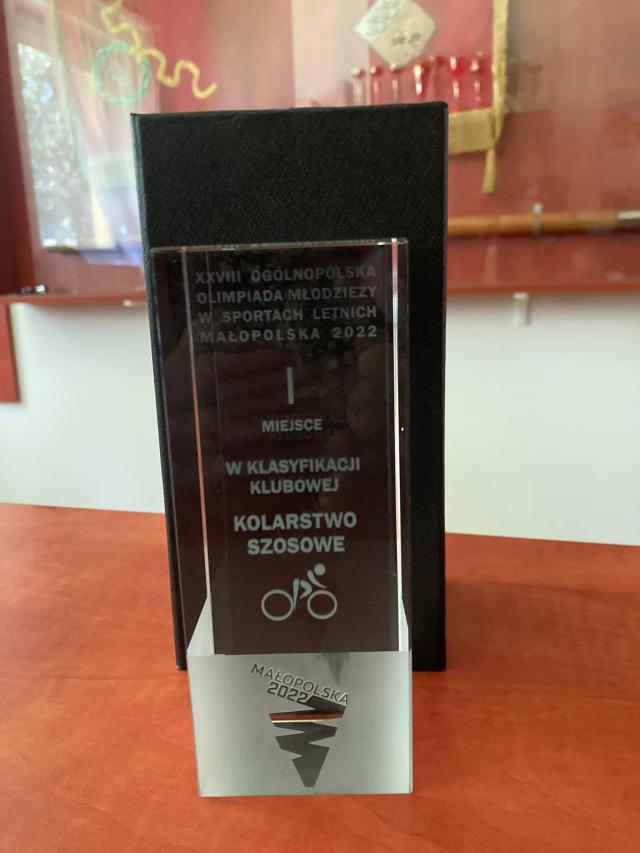 XXVIII OGÓLNOPOLSKA
OLIMPIADA MŁODZIEŻY
W SPORTACH LETNICH
MAŁOPOLSKA 2022
I
MIEJSCE
W KLASYFIKACJI
KLUBOWEJ
KOLARSTWO
SZOSOWE
MAŁOPOLSKA
2022